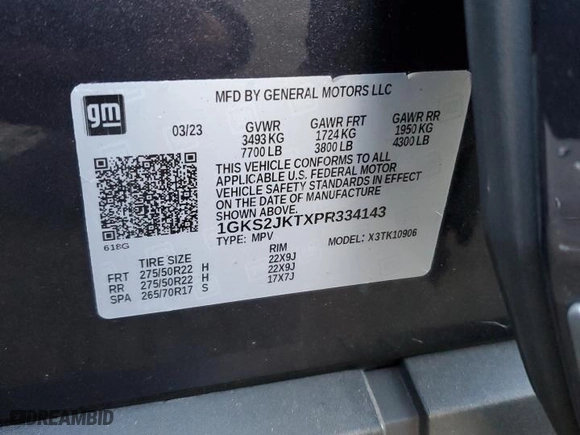 gm
MFD BY GENERAL MOTORS LLC
03/23
GVWR GAWR FRT GAWR RR
3493 KG 1724 KG 1950 KG
7700 LB 3800 LB 4300 LB
THIS VEHICLE CONFORMS TO ALL
APPLICABLE U.S. FEDERAL MOTOR
VEHICLE SAFETY STANDARDS IN EFFECT
ON THE DATE OF MANUFACTURE
SHOWN ABOVE.
1GKS2JKTXPR334143
TYPE: MPV MODEL: X3TK10906
618G
TIRE SIZE RIM
FRT 275/50R22 H 22X9J
RR 275/50R22 H 22X9J
SPA 265/70R17 S 17X7J
DREAMBID